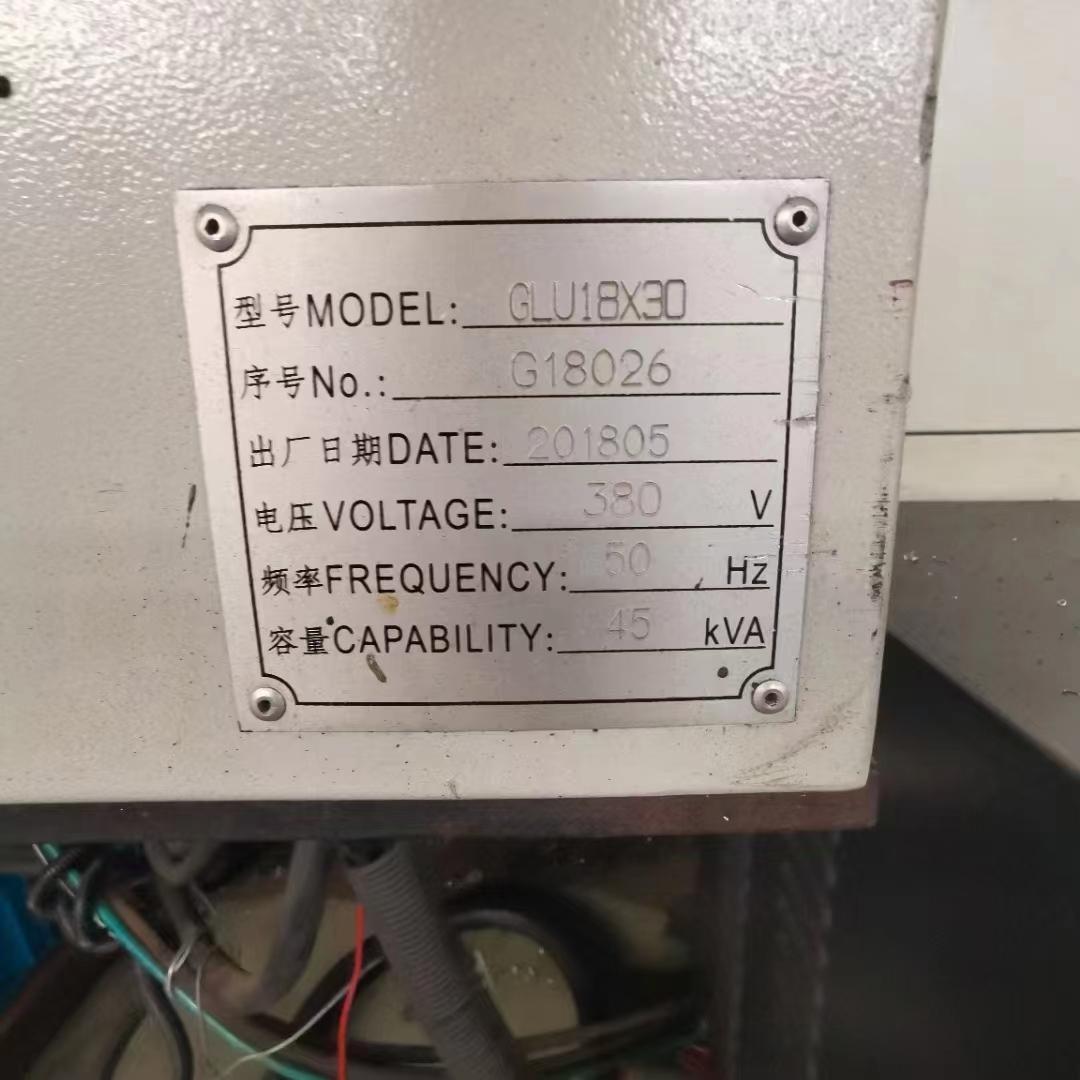 型号MODEL: GLU18X30
序号No.: G18026
出厂日期DATE: 201805
电压VOLTAGE: 380 V
频率FREQUENCY: 50 Hz
容量CAPABILITY: 45 kVA